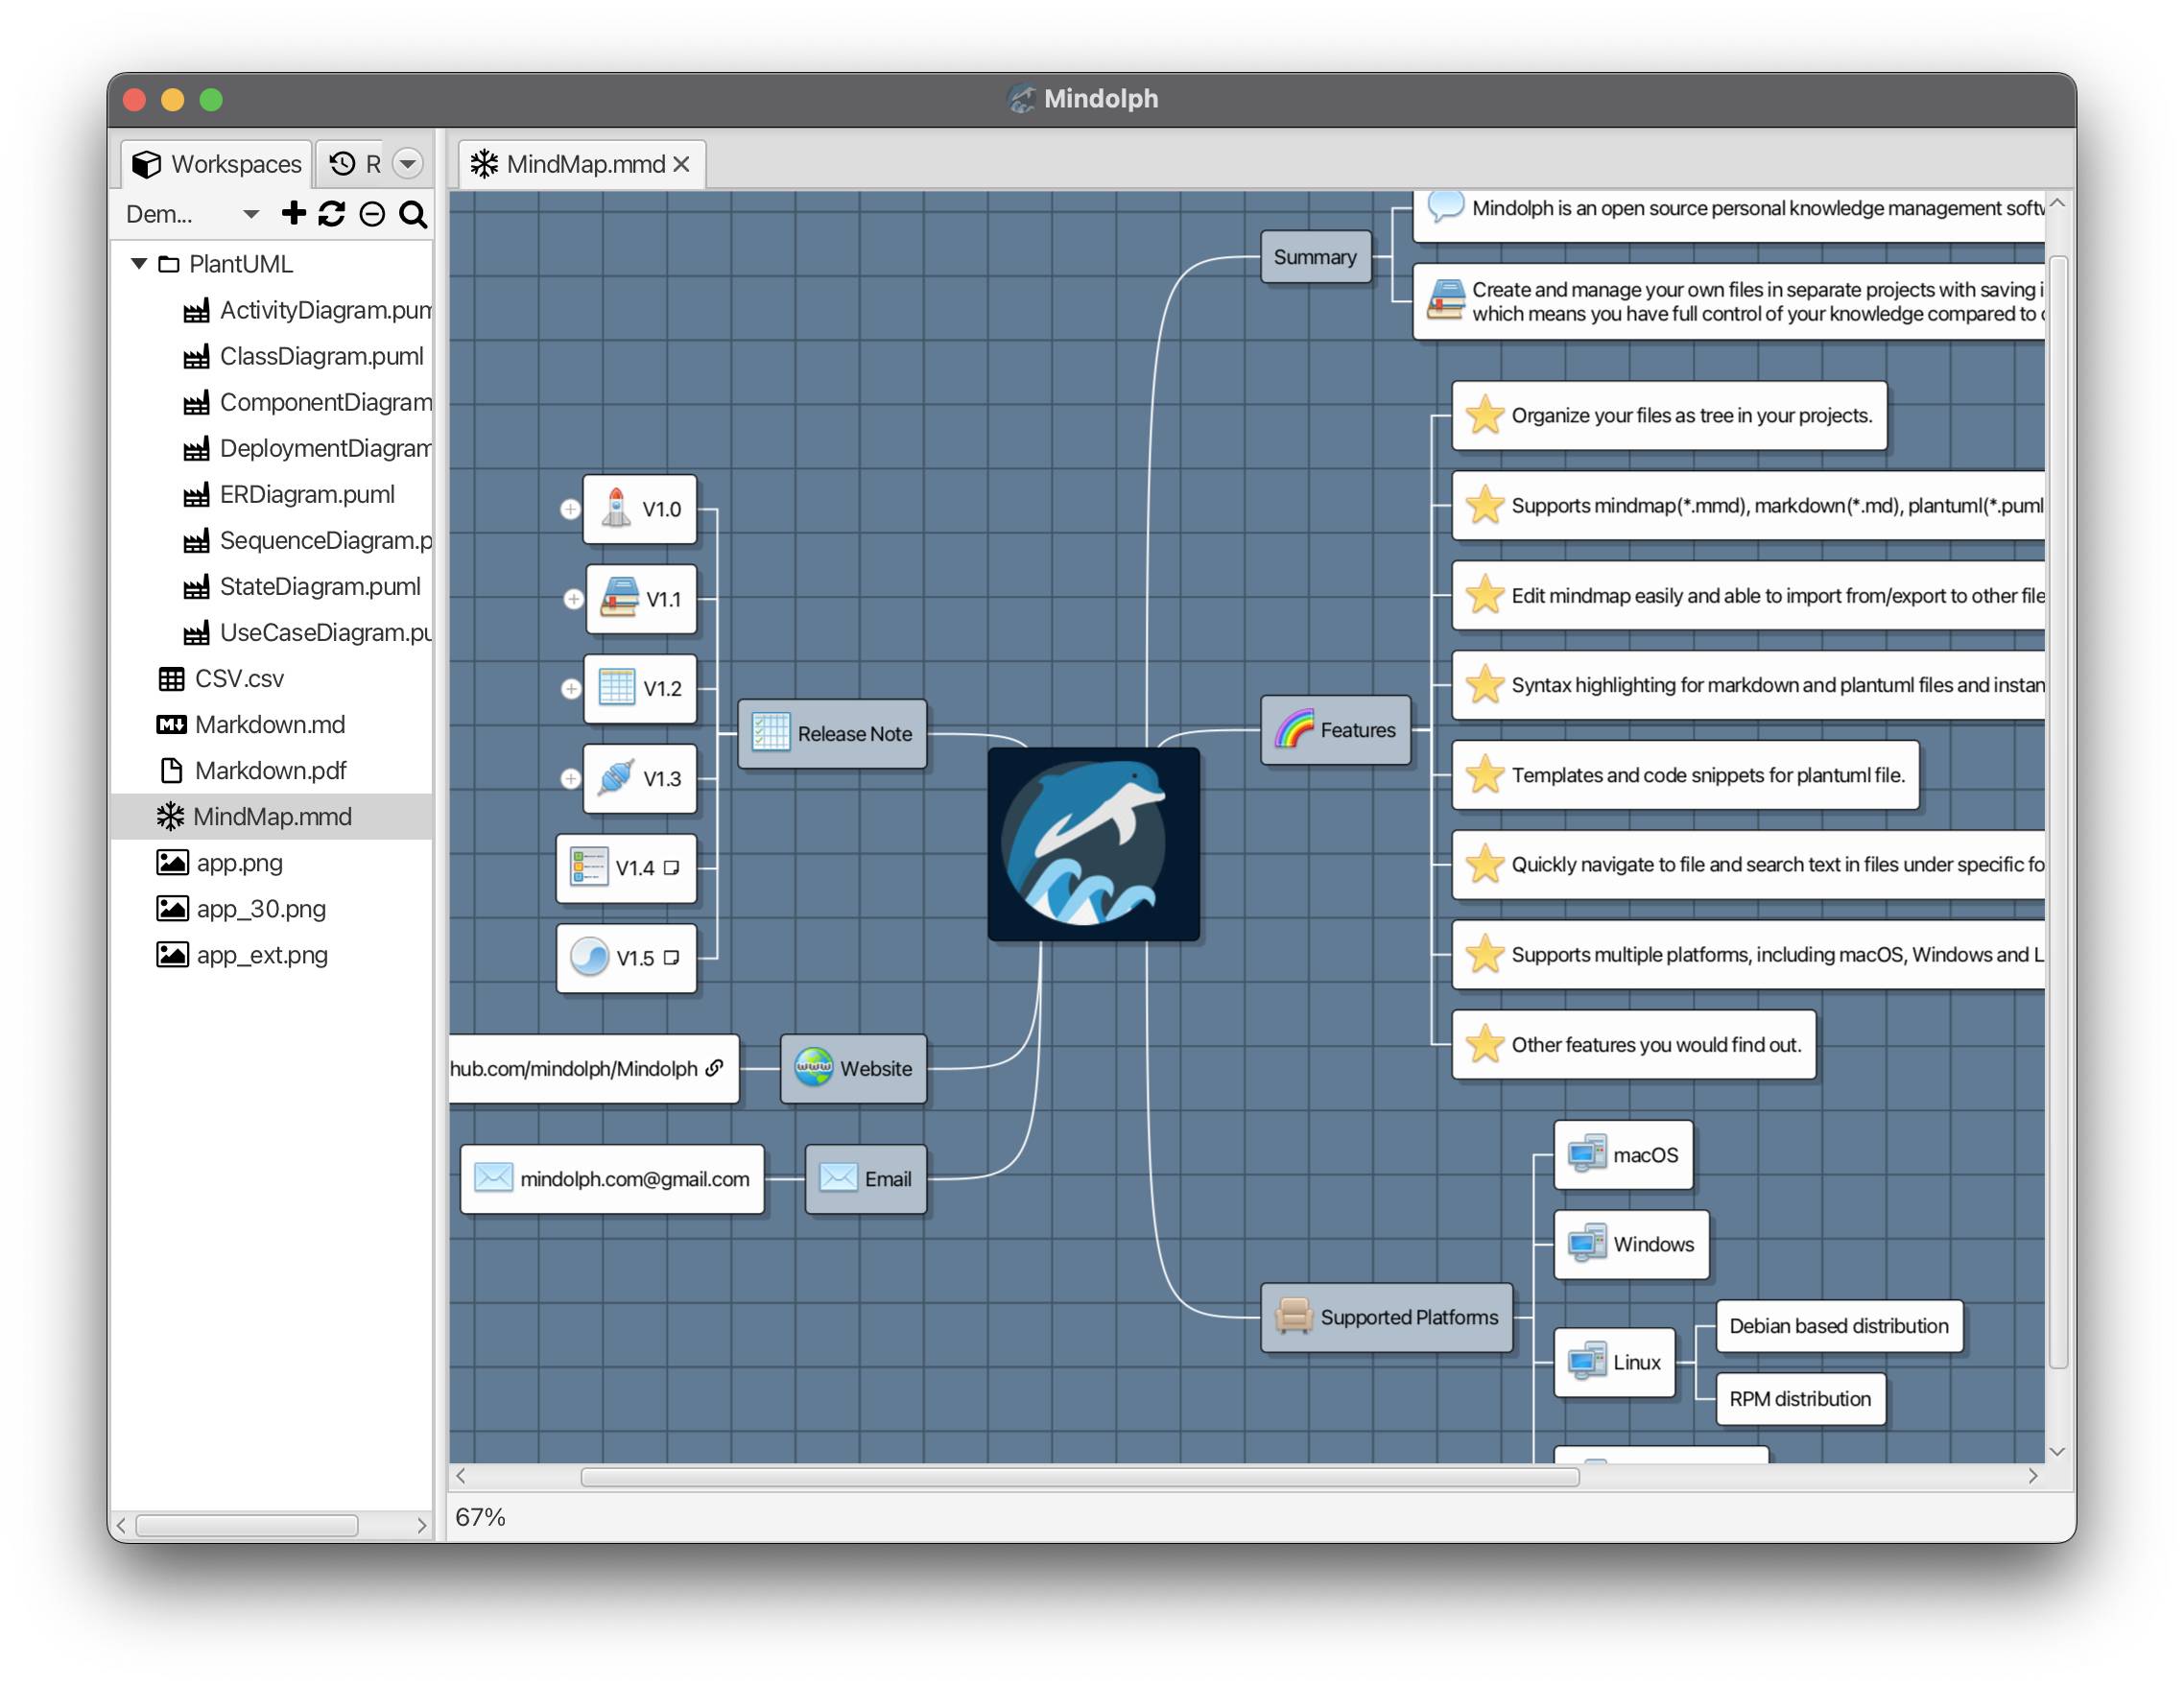 Mindolph
Workspaces
R
MindMap.mmd
Dem...
PlantUML
ActivityDiagram.pum
ClassDiagram.puml
ComponentDiagram
DeploymentDiagram
ERDiagram.puml
SequenceDiagram.p
StateDiagram.puml
UseCaseDiagram.pu
CSV.csv
Markdown.md
Markdown.pdf
MindMap.mmd
app.png
app_30.png
app_ext.png
V1.0
V1.1
V1.2
V1.3
V1.4
V1.5
Release Note
hub.com/mindolph/Mindolph
Website
www
mindolph.com@gmail.com
Email
Summary
Mindolph is an open source personal knowledge management softw
Create and manage your own files in separate projects with saving i
which means you have full control of your knowledge compared to
Features
Organize your files as tree in your projects.
Supports mindmap(*.mmd), markdown(*.md), plantuml(*.puml
Edit mindmap easily and able to import from/export to other file
Syntax highlighting for markdown and plantuml files and instan
Templates and code snippets for plantuml file.
Quickly navigate to file and search text in files under specific fo
Supports multiple platforms, including macOS, Windows and L
Other features you would find out.
Supported Platforms
macOS
Windows
Linux
Debian based distribution
RPM distribution
67%